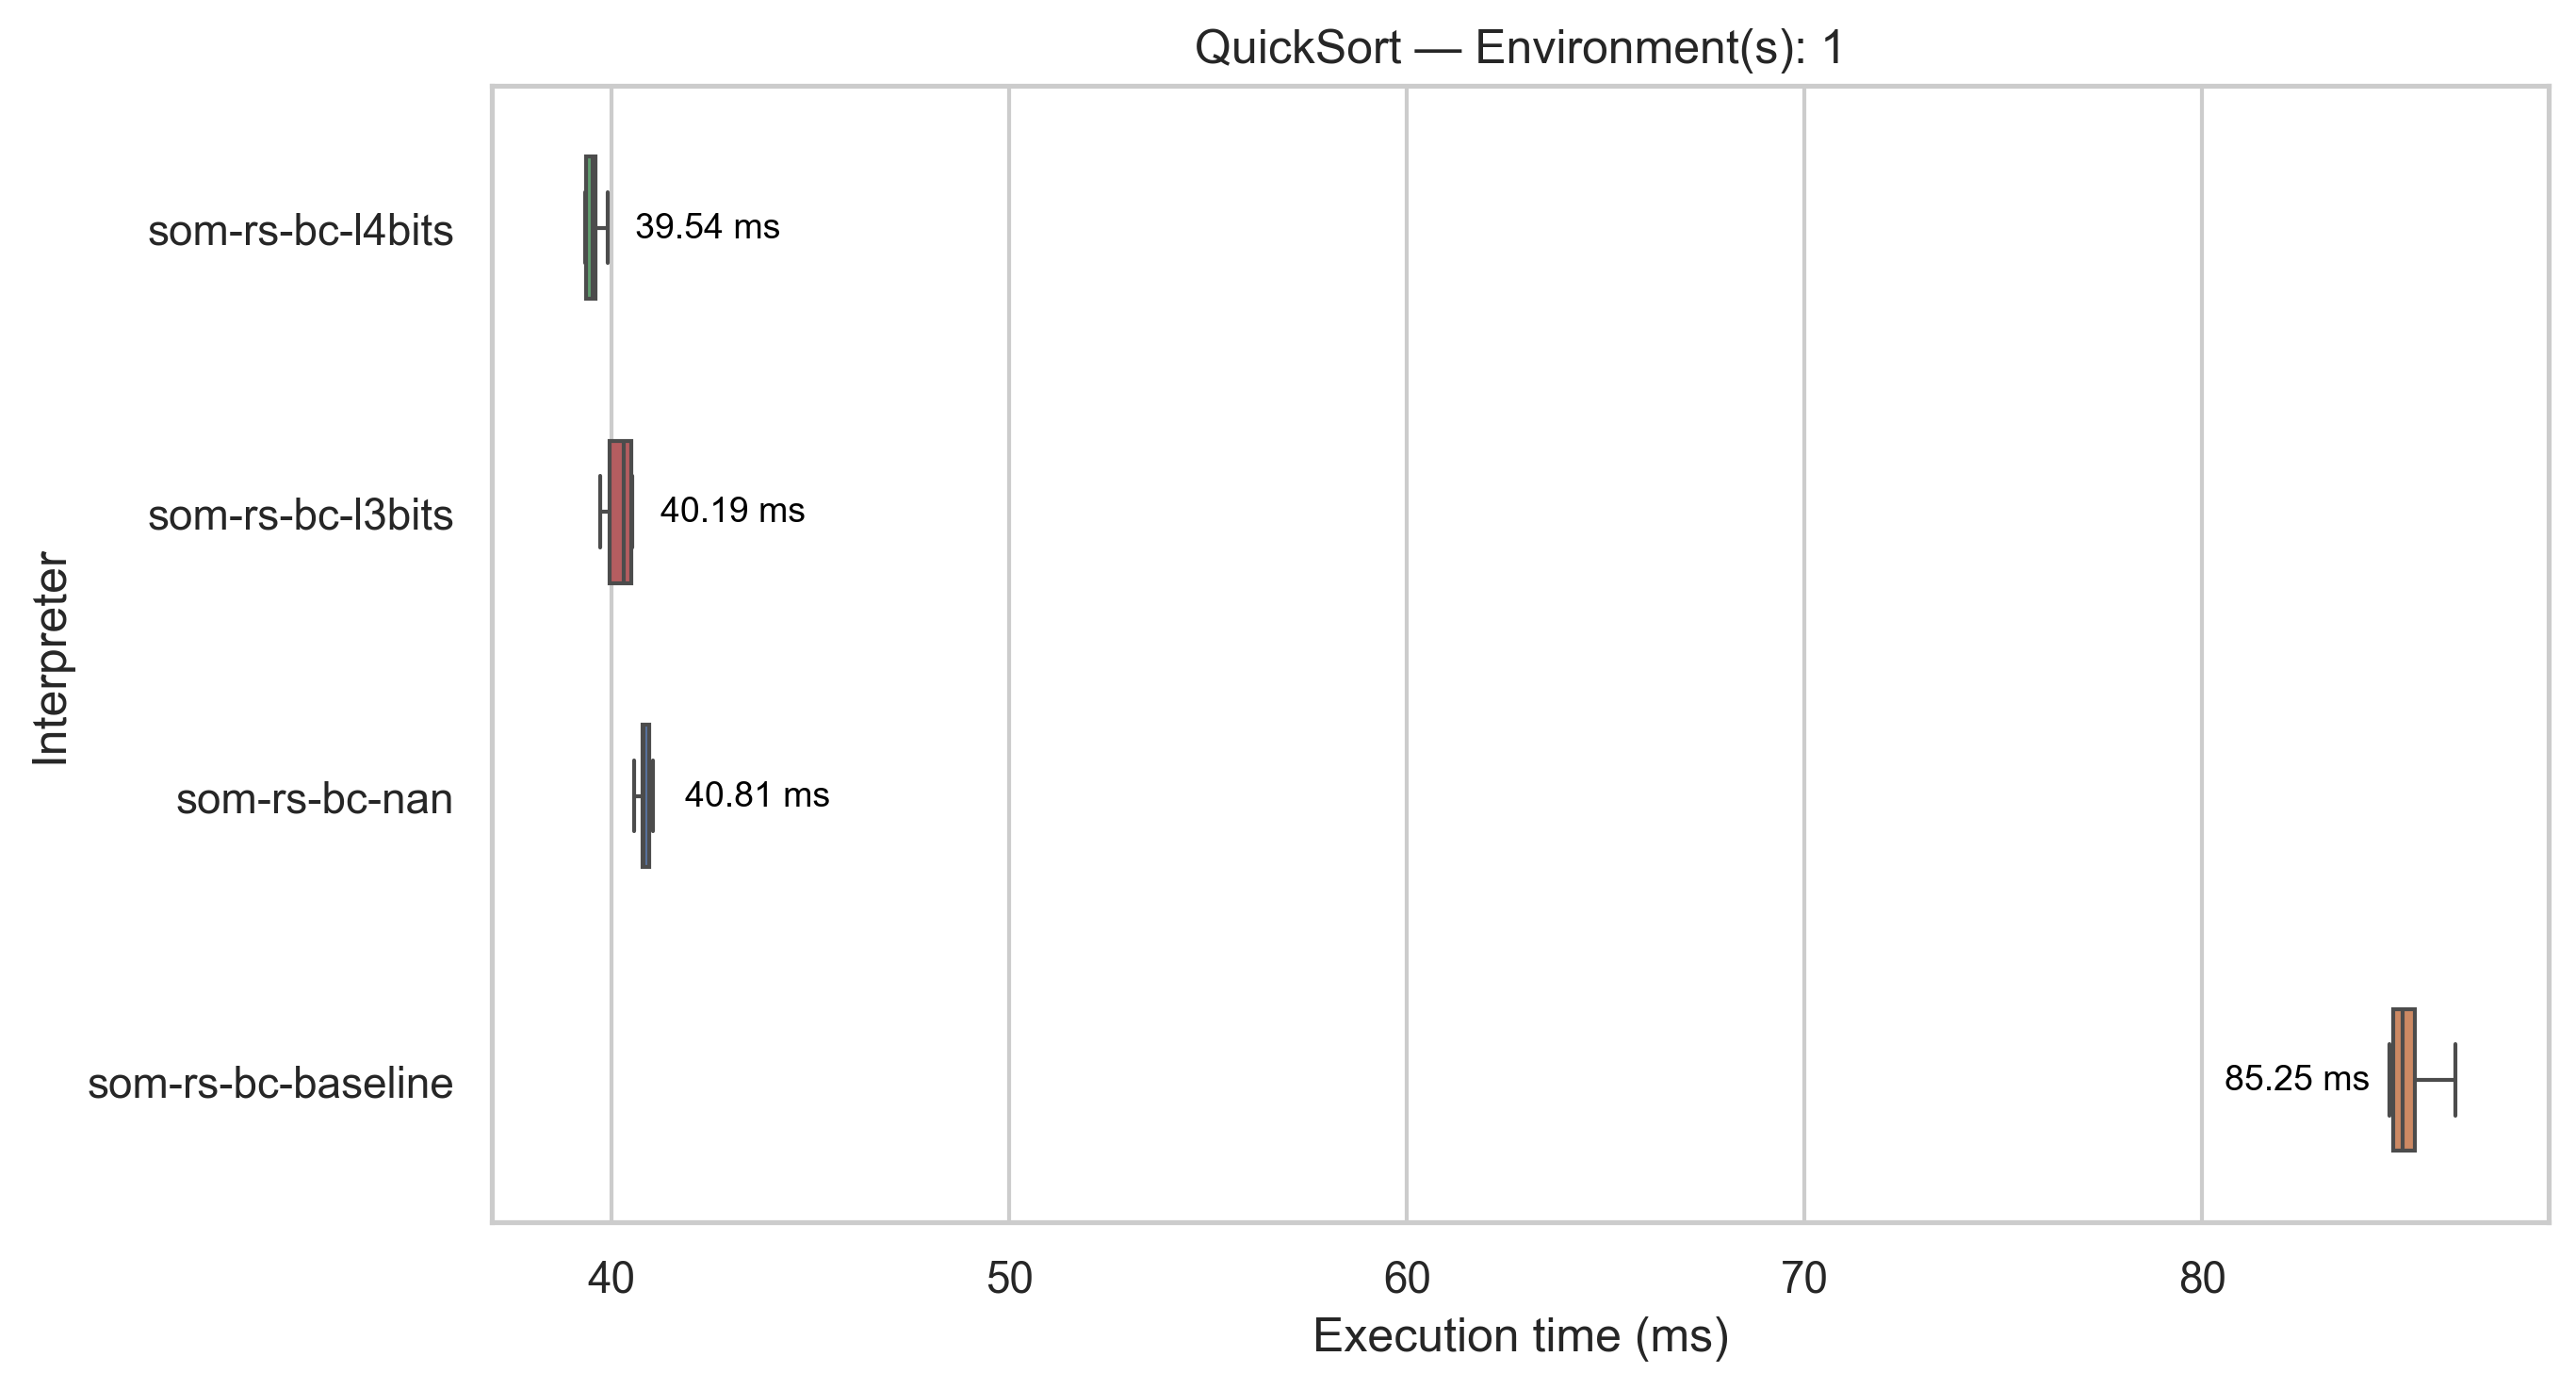 QuickSort — Environment(s): 1
Interpreter
som-rs-bc-l4bits
39.54 ms
som-rs-bc-l3bits
40.19 ms
som-rs-bc-nan
40.81 ms
som-rs-bc-baseline
85.25 ms
40 50 60 70 80
Execution time (ms)